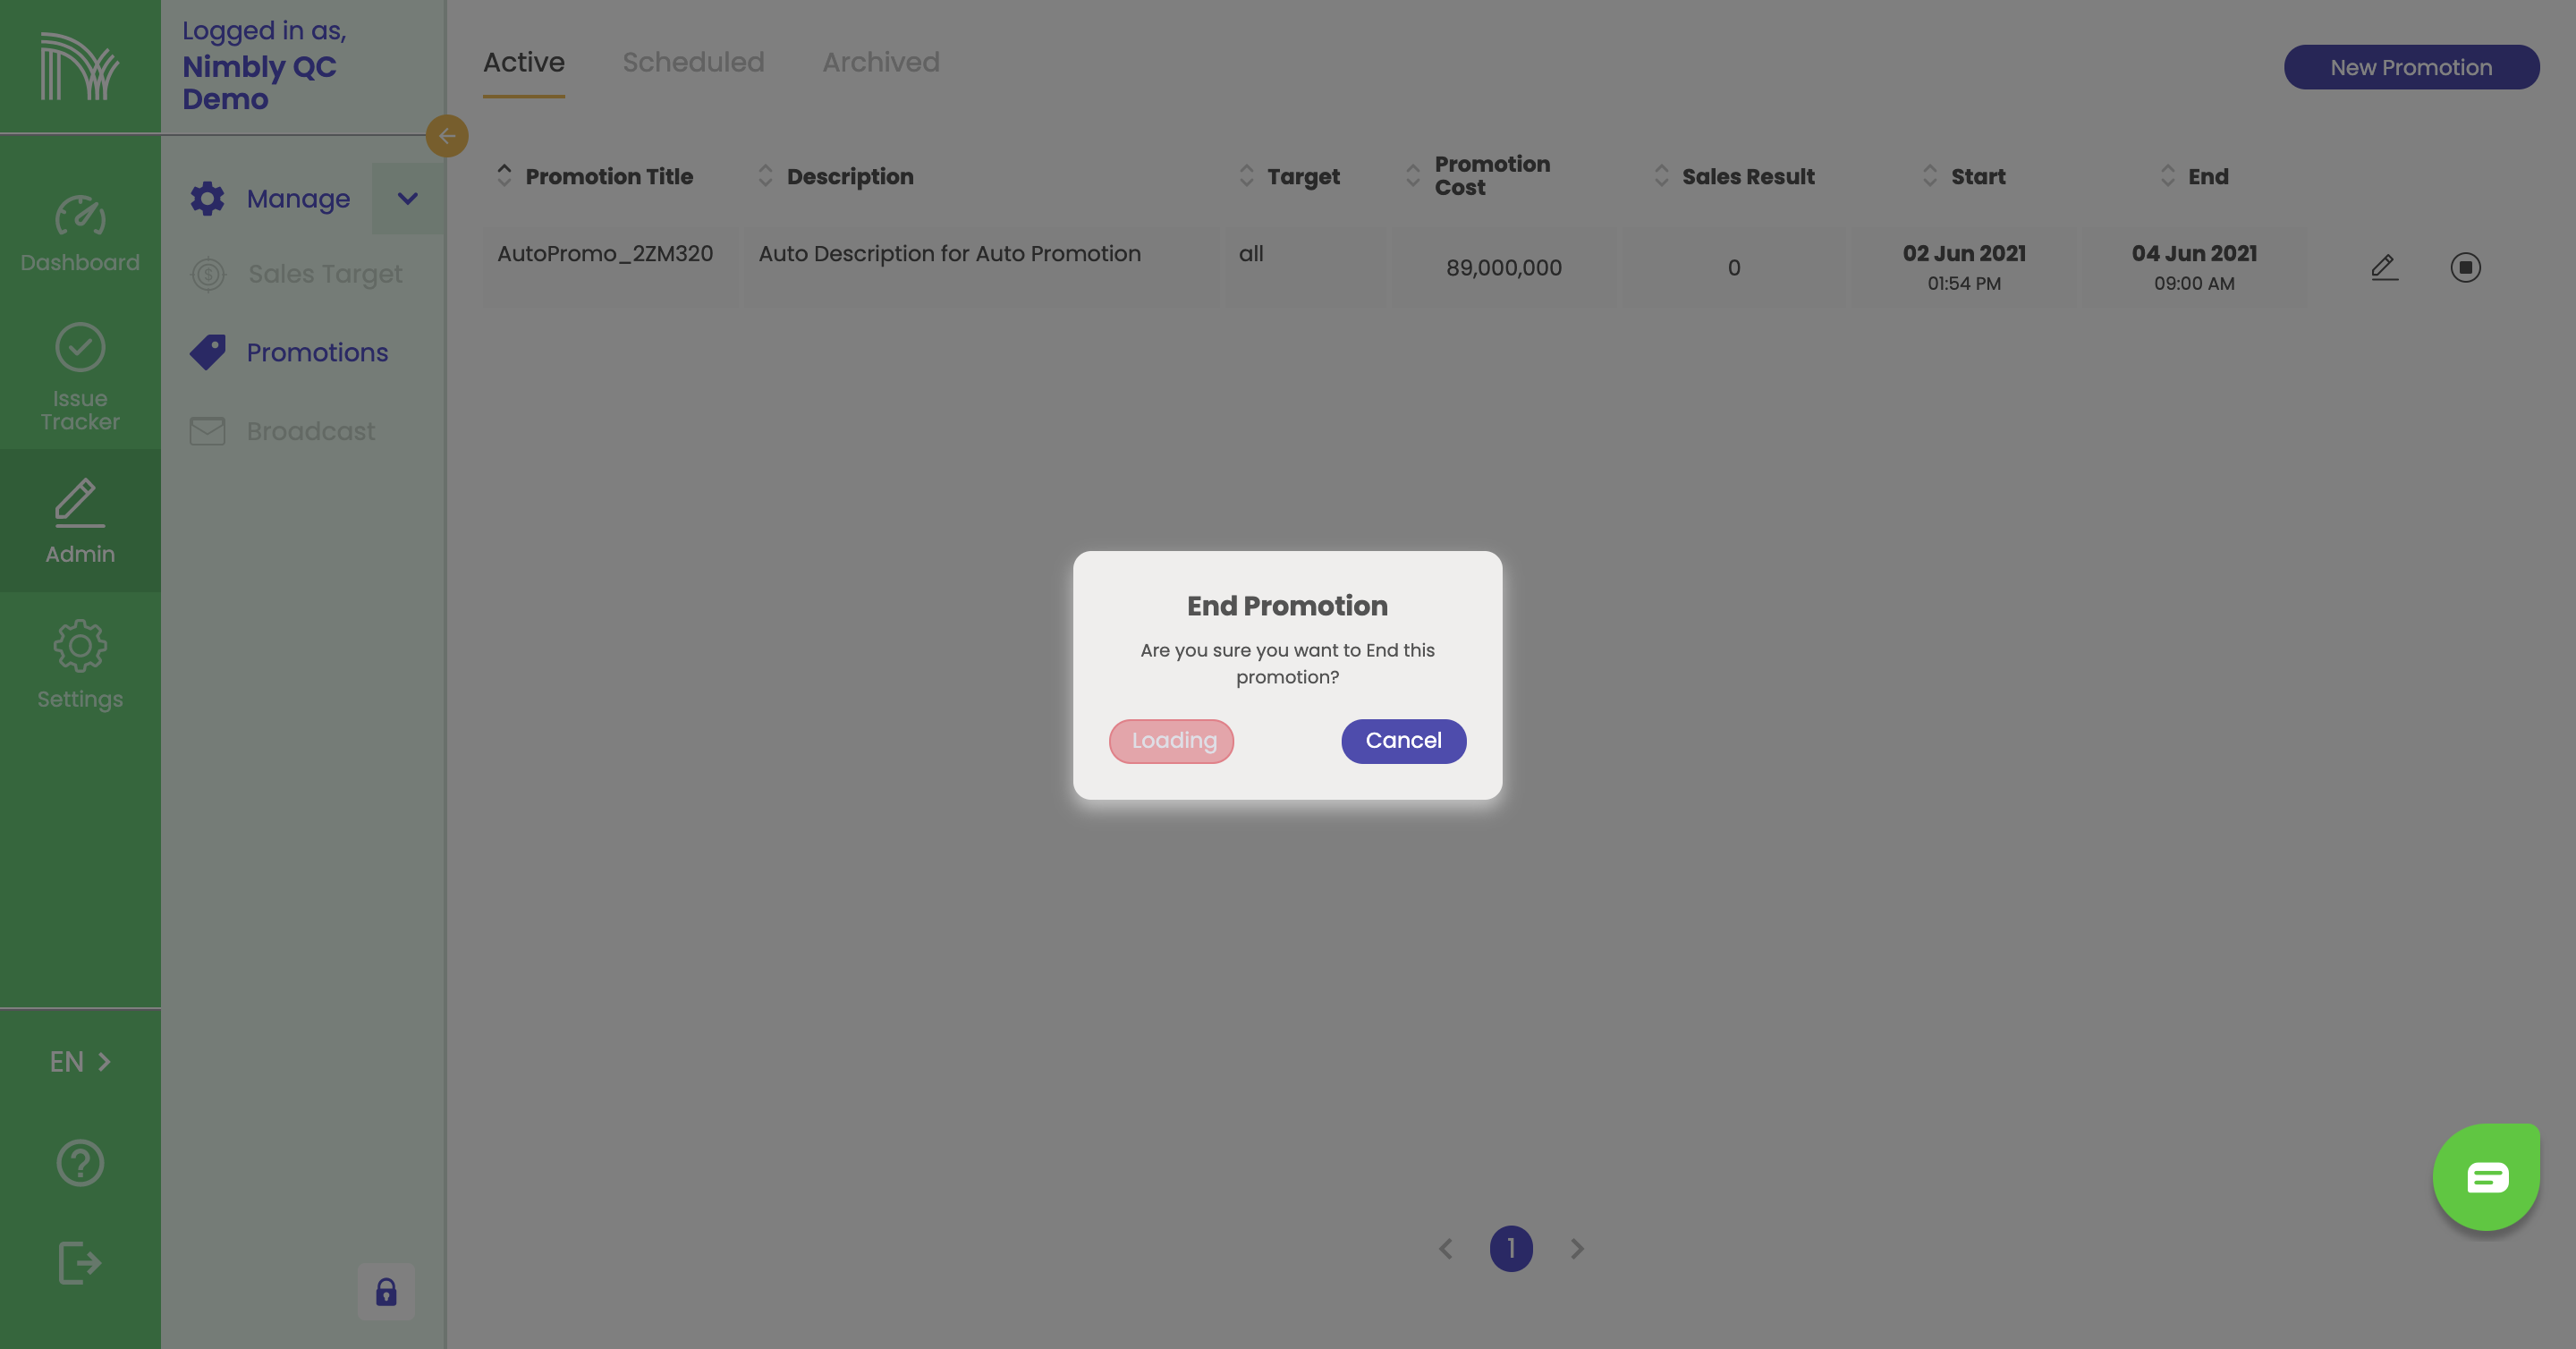 Logged in as,
Nimbly QC
Demo
Dashboard
Issue
Tracker
Admin
Settings
EN
Manage
Sales Target
Promotions
Broadcast
Active Scheduled Archived
New Promotion
Promotion Title Description Target Promotion Cost Sales Result Start End
AutoPromo_2ZM320 Auto Description for Auto Promotion all 89,000,000 0 02 Jun 2021 04 Jun 2021
01:54 PM 09:00 AM
End Promotion
Are you sure you want to End this
promotion?
Loading Cancel
1